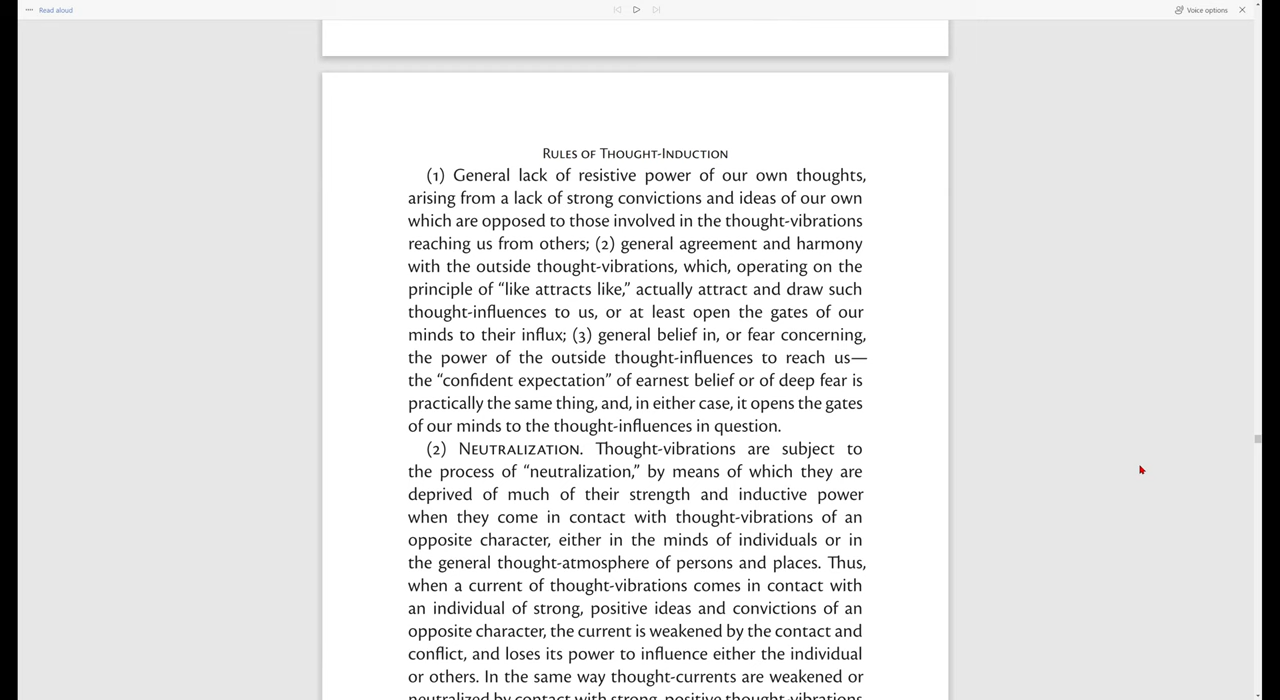 Read aloud
Voice options
Rules of Thought-Induction
(1) General lack of resistive power of our own thoughts,
arising from a lack of strong convictions and ideas of our own
which are opposed to those involved in the thought-vibrations
reaching us from others; (2) general agreement and harmony
with the outside thought-vibrations, which, operating on the
principle of “like attracts like,” actually attract and draw such
thought-influences to us, or at least open the gates of our
minds to their influx; (3) general belief in, or fear concerning,
the power of the outside thought-influences to reach us—
the “confident expectation” of earnest belief or of deep fear is
practically the same thing, and, in either case, it opens the gates
of our minds to the thought-influences in question.
(2) Neutralization. Thought-vibrations are subject to
the process of “neutralization,” by means of which they are
deprived of much of their strength and inductive power
when they come in contact with thought-vibrations of an
opposite character, either in the minds of individuals or in
the general thought-atmosphere of persons and places. Thus,
when a current of thought-vibrations comes in contact with
an individual of strong, positive ideas and convictions of an
opposite character, the current is weakened by the contact and
conflict, and loses its power to influence either the individual
or others. In the same way thought-currents are weakened or
neutralized by contact with strong, positive thought-vibrations